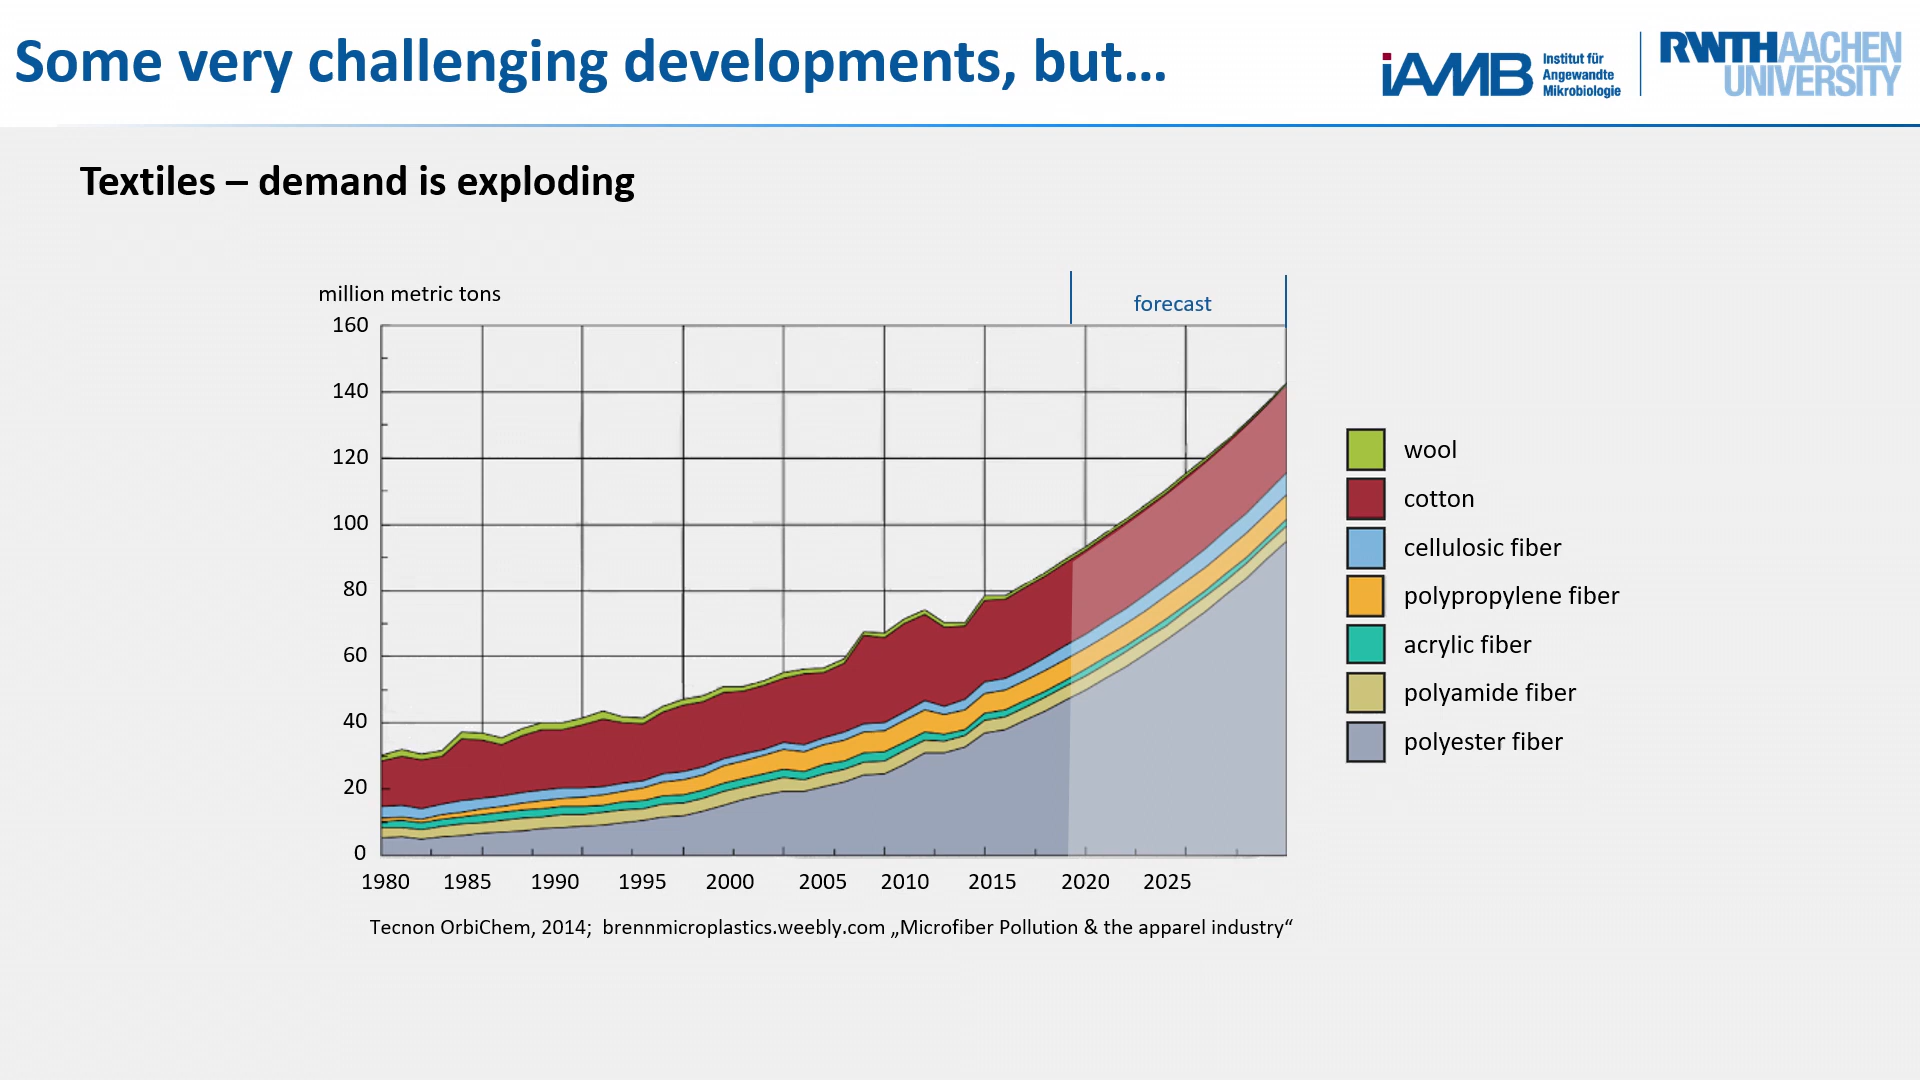 Some very challenging developments, but…
iAMB
Institut für
Angewandte
Mikrobiologie
RWTHAACHEN
UNIVERSITY
Textiles – demand is exploding
million metric tons
forecast
160
140
120
100
80
60
40
20
0
1980 1985 1990 1995 2000 2005 2010 2015 2020 2025
wool
cotton
cellulosic fiber
polypropylene fiber
acrylic fiber
polyamide fiber
polyester fiber
Tecnon OrbiChem, 2014; brennmicroplastics.weebly.com „Microfiber Pollution & the apparel industry“